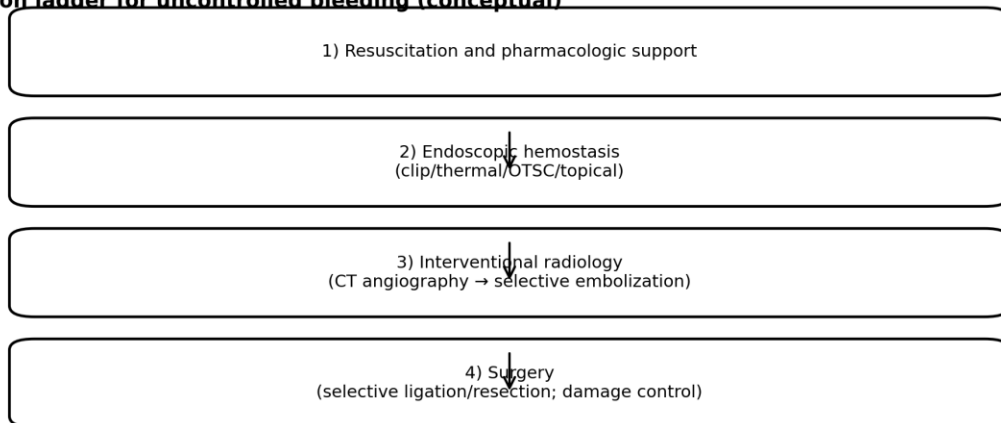 on ladder for uncontrolled bleeding (conceptual)
1) Resuscitation and pharmacologic support
2) Endoscopic hemostasis
(clip/thermal/OTSC/topical)
3) Interventional radiology
(CT angiography → selective embolization)
4) Surgery
(selective ligation/resection; damage control)